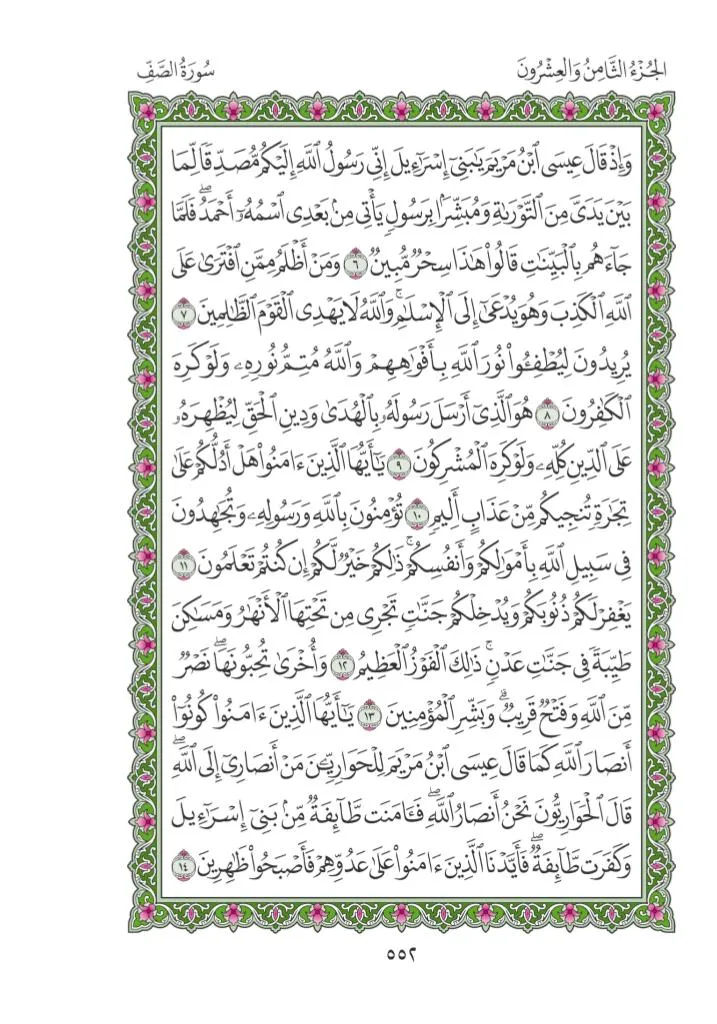 الجُزْءُ الثَّامِنُ وَالعِشْرُونَ
سُورَةُ الصَّفِّ
وَإِذْ قَالَ عِيسَى ٱبْنُ مَرْيَمَ يَٰبَنِىٓ إِسْرَٰٓءِيلَ إِنِّى رَسُولُ ٱللَّهِ إِلَيْكُم مُّصَدِّقًا لِّمَا
بَيْنَ يَدَىَّ مِنَ ٱلتَّوْرَىٰةِ وَمُبَشِّرًۢا بِرَسُولٍ يَأْتِى مِنۢ بَعْدِى ٱسْمُهُۥٓ أَحْمَدُ ۖ فَلَمَّا
جَآءَهُم بِٱلْبَيِّنَٰتِ قَالُوا۟ هَٰذَا سِحْرٌ مُّبِينٌ ٦ وَمَنْ أَظْلَمُ مِمَّنِ ٱفْتَرَىٰ عَلَى
ٱللَّهِ ٱلْكَذِبَ وَهُوَ يُدْعَىٰٓ إِلَى ٱلْإِسْلَٰمِ ۚ وَٱللَّهُ لَا يَهْدِى ٱلْقَوْمَ ٱلظَّٰلِمِينَ ٧
يُرِيدُونَ لِيُطْفِـُٔوا۟ نُورَ ٱللَّهِ بِأَفْوَٰهِهِمْ وَٱللَّهُ مُتِمُّ نُورِهِۦ وَلَوْ كَرِهَ
ٱلْكَٰفِرُونَ ٨ هُوَ ٱلَّذِىٓ أَرْسَلَ رَسُولَهُۥ بِٱلْهُدَىٰ وَدِينِ ٱلْحَقِّ لِيُظْهِرَهُۥ
عَلَى ٱلدِّينِ كُلِّهِۦ وَلَوْ كَرِهَ ٱلْمُشْرِكُونَ ٩ يَٰٓأَيُّهَا ٱلَّذِينَ ءَامَنُوا۟ هَلْ أَدُلُّكُمْ عَلَىٰ
تِجَٰرَةٍ تُنجِيكُم مِّنْ عَذَابٍ أَلِيمٍ ١٠ تُؤْمِنُونَ بِٱللَّهِ وَرَسُولِهِۦ وَتُجَٰهِدُونَ
فِى سَبِيلِ ٱللَّهِ بِأَمْوَٰلِكُمْ وَأَنفُسِكُمْ ۚ ذَٰلِكُمْ خَيْرٌ لَّكُمْ إِن كُنتُمْ تَعْلَمُونَ ١١
يَغْفِرْ لَكُمْ ذُنُوبَكُمْ وَيُدْخِلْكُمْ جَنَّٰتٍ تَجْرِى مِن تَحْتِهَا ٱلْأَنْهَٰرُ وَمَسَٰكِنَ
طَيِّبَةً فِى جَنَّٰتِ عَدْنٍ ۚ ذَٰلِكَ ٱلْفَوْزُ ٱلْعَظِيمُ ١٢ وَأُخْرَىٰ تُحِبُّونَهَا ۖ نَصْرٌ
مِّنَ ٱللَّهِ وَفَتْحٌ قَرِيبٌ ۗ وَبَشِّرِ ٱلْمُؤْمِنِينَ ١٣ يَٰٓأَيُّهَا ٱلَّذِينَ ءَامَنُوا۟ كُونُوٓا۟
أَنصَارَ ٱللَّهِ كَمَا قَالَ عِيسَى ٱبْنُ مَرْيَمَ لِلْحَوَارِيِّـۧنَ مَنْ أَنصَارِىٓ إِلَى ٱللَّهِ ۖ
قَالَ ٱلْحَوَارِيُّونَ نَحْنُ أَنصَارُ ٱللَّهِ ۖ فَـَٔامَنَت طَّآئِفَةٌ مِّنۢ بَنِىٓ إِسْرَٰٓءِيلَ
وَكَفَرَت طَّآئِفَةٌ ۖ فَأَيَّدْنَا ٱلَّذِينَ ءَامَنُوا۟ عَلَىٰ عَدُوِّهِمْ فَأَصْبَحُوا۟ ظَٰهِرِينَ ١٤
٥٥٢